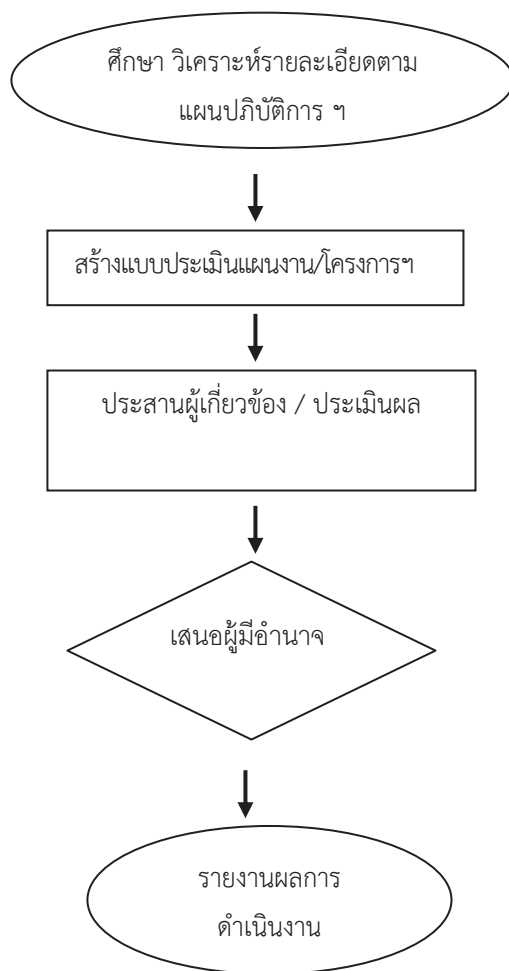 ศึกษา วิเคราะห์รายละเอียดตาม
แผนปฏิบัติการ ฯ
สร้างแบบประเมินแผนงาน/โครงการฯ
ประสานผู้เกี่ยวข้อง / ประเมินผล
เสนอผู้มีอำนาจ
รายงานผลการ
ดำเนินงาน